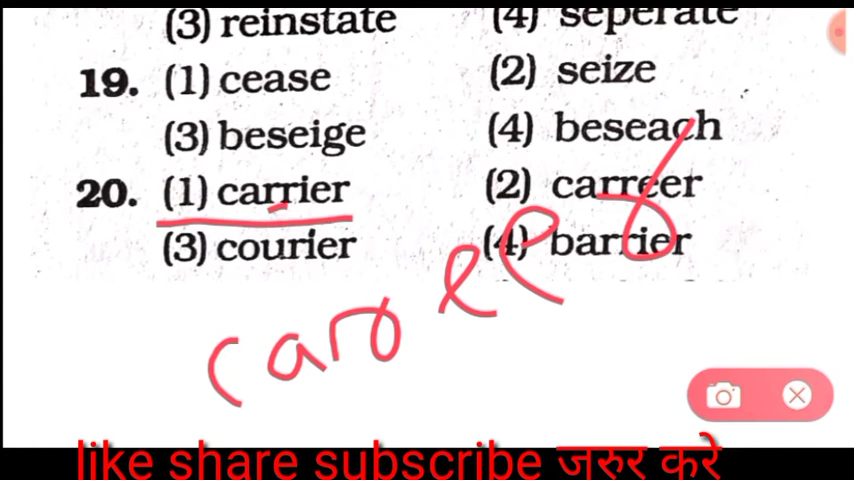 (3) reinstate (4) seperate
19. (1) cease (2) seize
(3) beseige (4) beseach
20. (1) carrier (2) carreer
(3) courier (4) barrier
career
like share subscribe जरुर करे